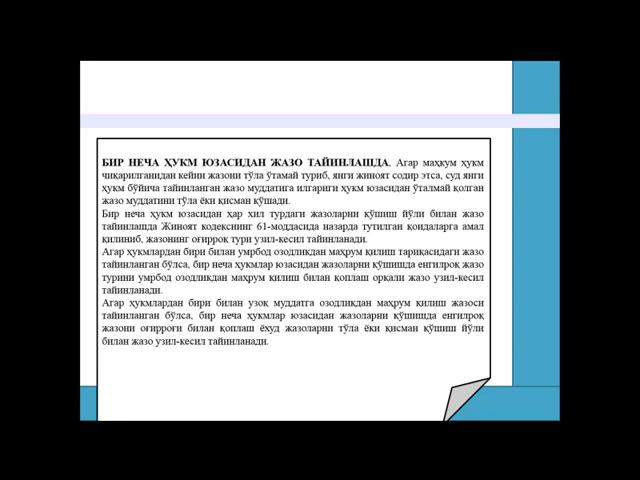 БИР НЕЧА ҲУКМ ЮЗАСИДАН ЖАЗО ТАЙИНЛАШДА, Агар маҳкум ҳукм
чиқарилганидан кейин жазони тўла ўтамай туриб, янги жиноят содир этса, суд янги
ҳукм бўйича тайинланган жазо муддатига илгариги ҳукм юзасидан ўталмай қолган
жазо муддатини тўла ёки қисман қўшади.
Бир неча ҳукм юзасидан ҳар хил турдаги жазоларни қўшиш йўли билан жазо
тайинлашда Жиноят кодекснинг 61-моддасида назарда тутилган қоидаларга амал
қилиниб, жазонинг оғирроқ тури узил-кесил тайинланади.
Агар ҳукмлардан бири билан умрбод озодликдан маҳрум қилиш тариқасидаги жазо
тайинланган бўлса, бир неча ҳукмлар юзасидан жазоларни қўшишда енгилроқ жазо
турини умрбод озодликдан маҳрум қилиш билан қоплаш орқали жазо узил-кесил
тайинланади.
Агар ҳукмлардан бири билан узоқ муддатга озодликдан маҳрум қилиш жазоси
тайинланган бўлса, бир неча ҳукмлар юзасидан жазоларни қўшишда енгилроқ
жазони оғирроғи билан қоплаш ёхуд жазоларни тўла ёки қисман қўшиш йўли
билан жазо узил-кесил тайинланади.